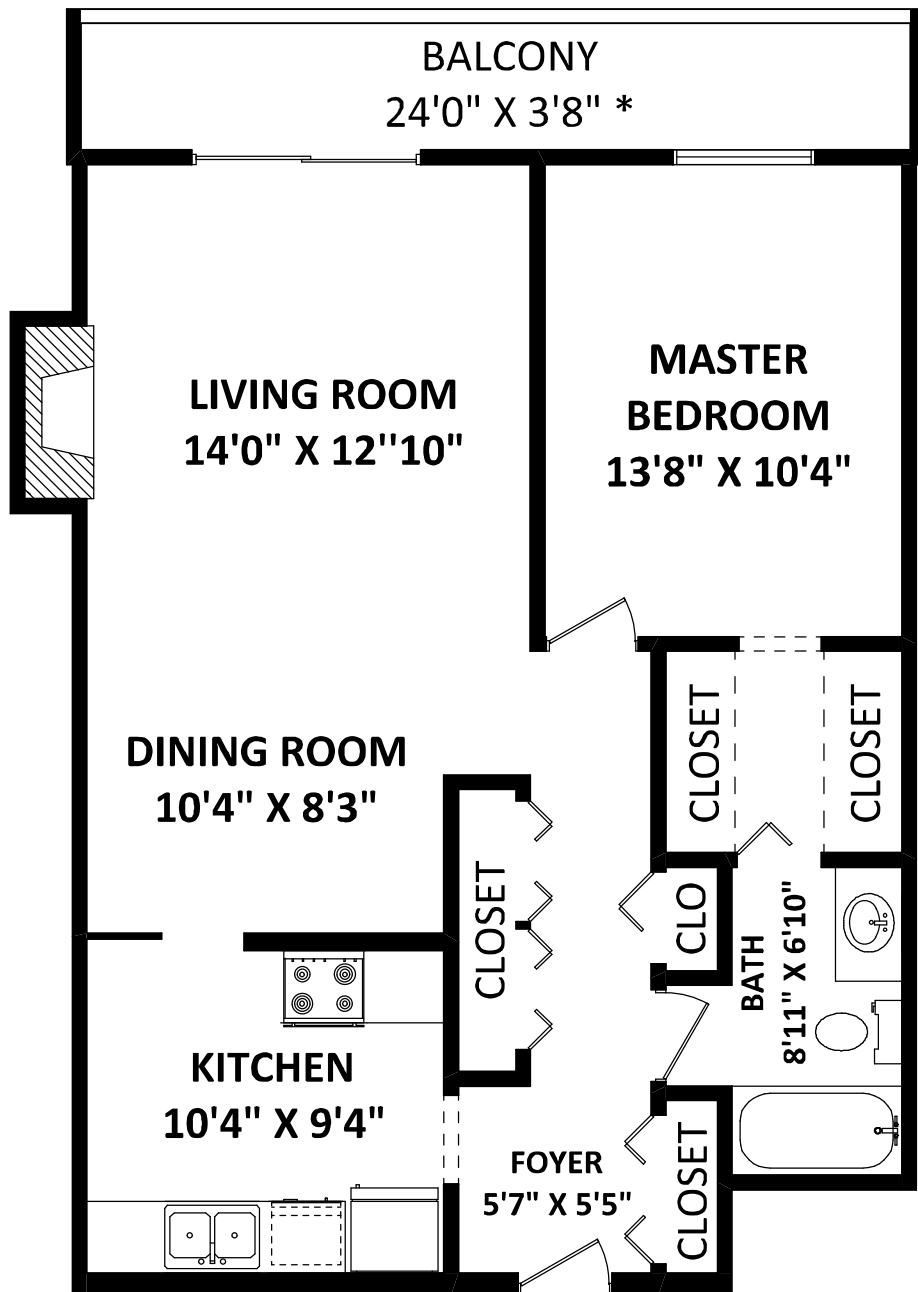 BALCONY
24'0" X 3'8" *
LIVING ROOM
14'0" X 12''10"
MASTER
BEDROOM
13'8" X 10'4"
DINING ROOM
10'4" X 8'3"
CLOSET
CLOSET
CLOSET
CLO
BATH
8'11" X 6'10"
KITCHEN
10'4" X 9'4"
FOYER
5'7" X 5'5"
CLOSET